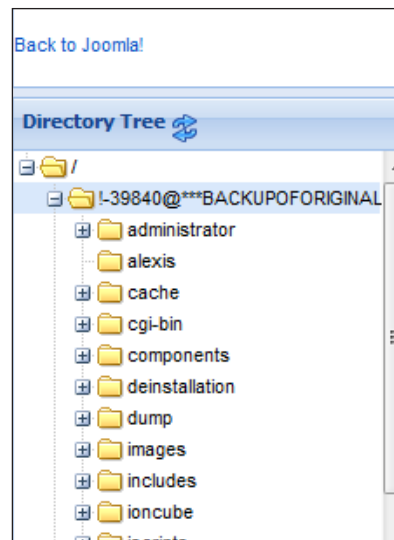 Back to Joomla!
Directory Tree
/
!-39840@***BACKUPOFORIGINAL
administrator
alexis
cache
cgi-bin
components
deinstallation
dump
images
includes
ioncube